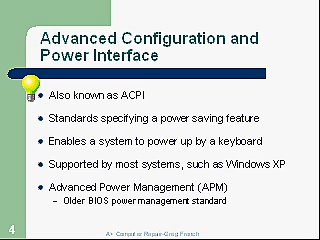 Advanced Configuration and
Power Interface
Also known as ACPI
Standards specifying a power saving feature
Enables a system to power up by a keyboard
Supported by most systems, such as Windows XP
Advanced Power Management (APM)
– Older BIOS power management standard
4
A+ Computer Repair-Greg French